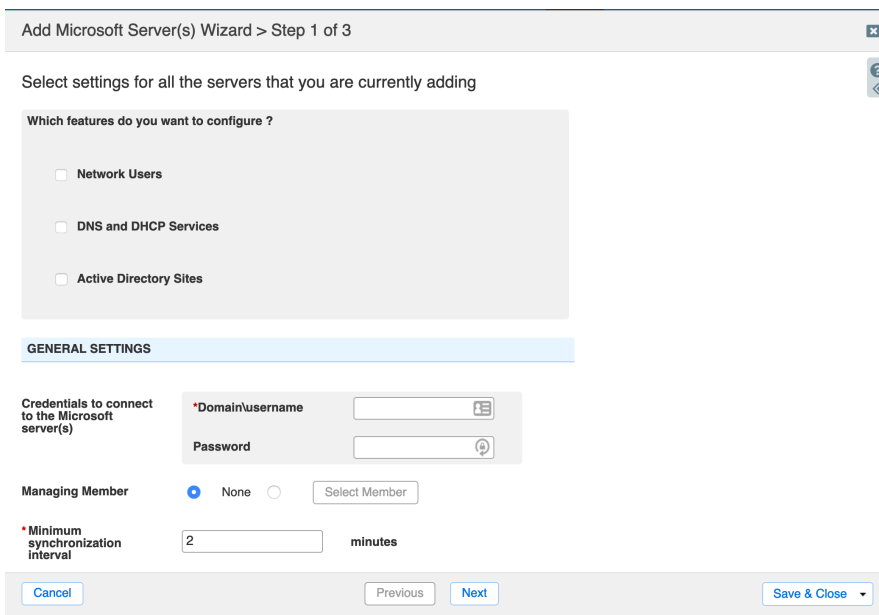 Add Microsoft Server(s) Wizard > Step 1 of 3
Select settings for all the servers that you are currently adding
Which features do you want to configure ?
Network Users
DNS and DHCP Services
Active Directory Sites
GENERAL SETTINGS
Credentials to connect
to the Microsoft
server(s)
*Domain\username
Password
Managing Member
None
Select Member
*Minimum
synchronization
interval
2
minutes
Cancel
Previous
Next
Save & Close